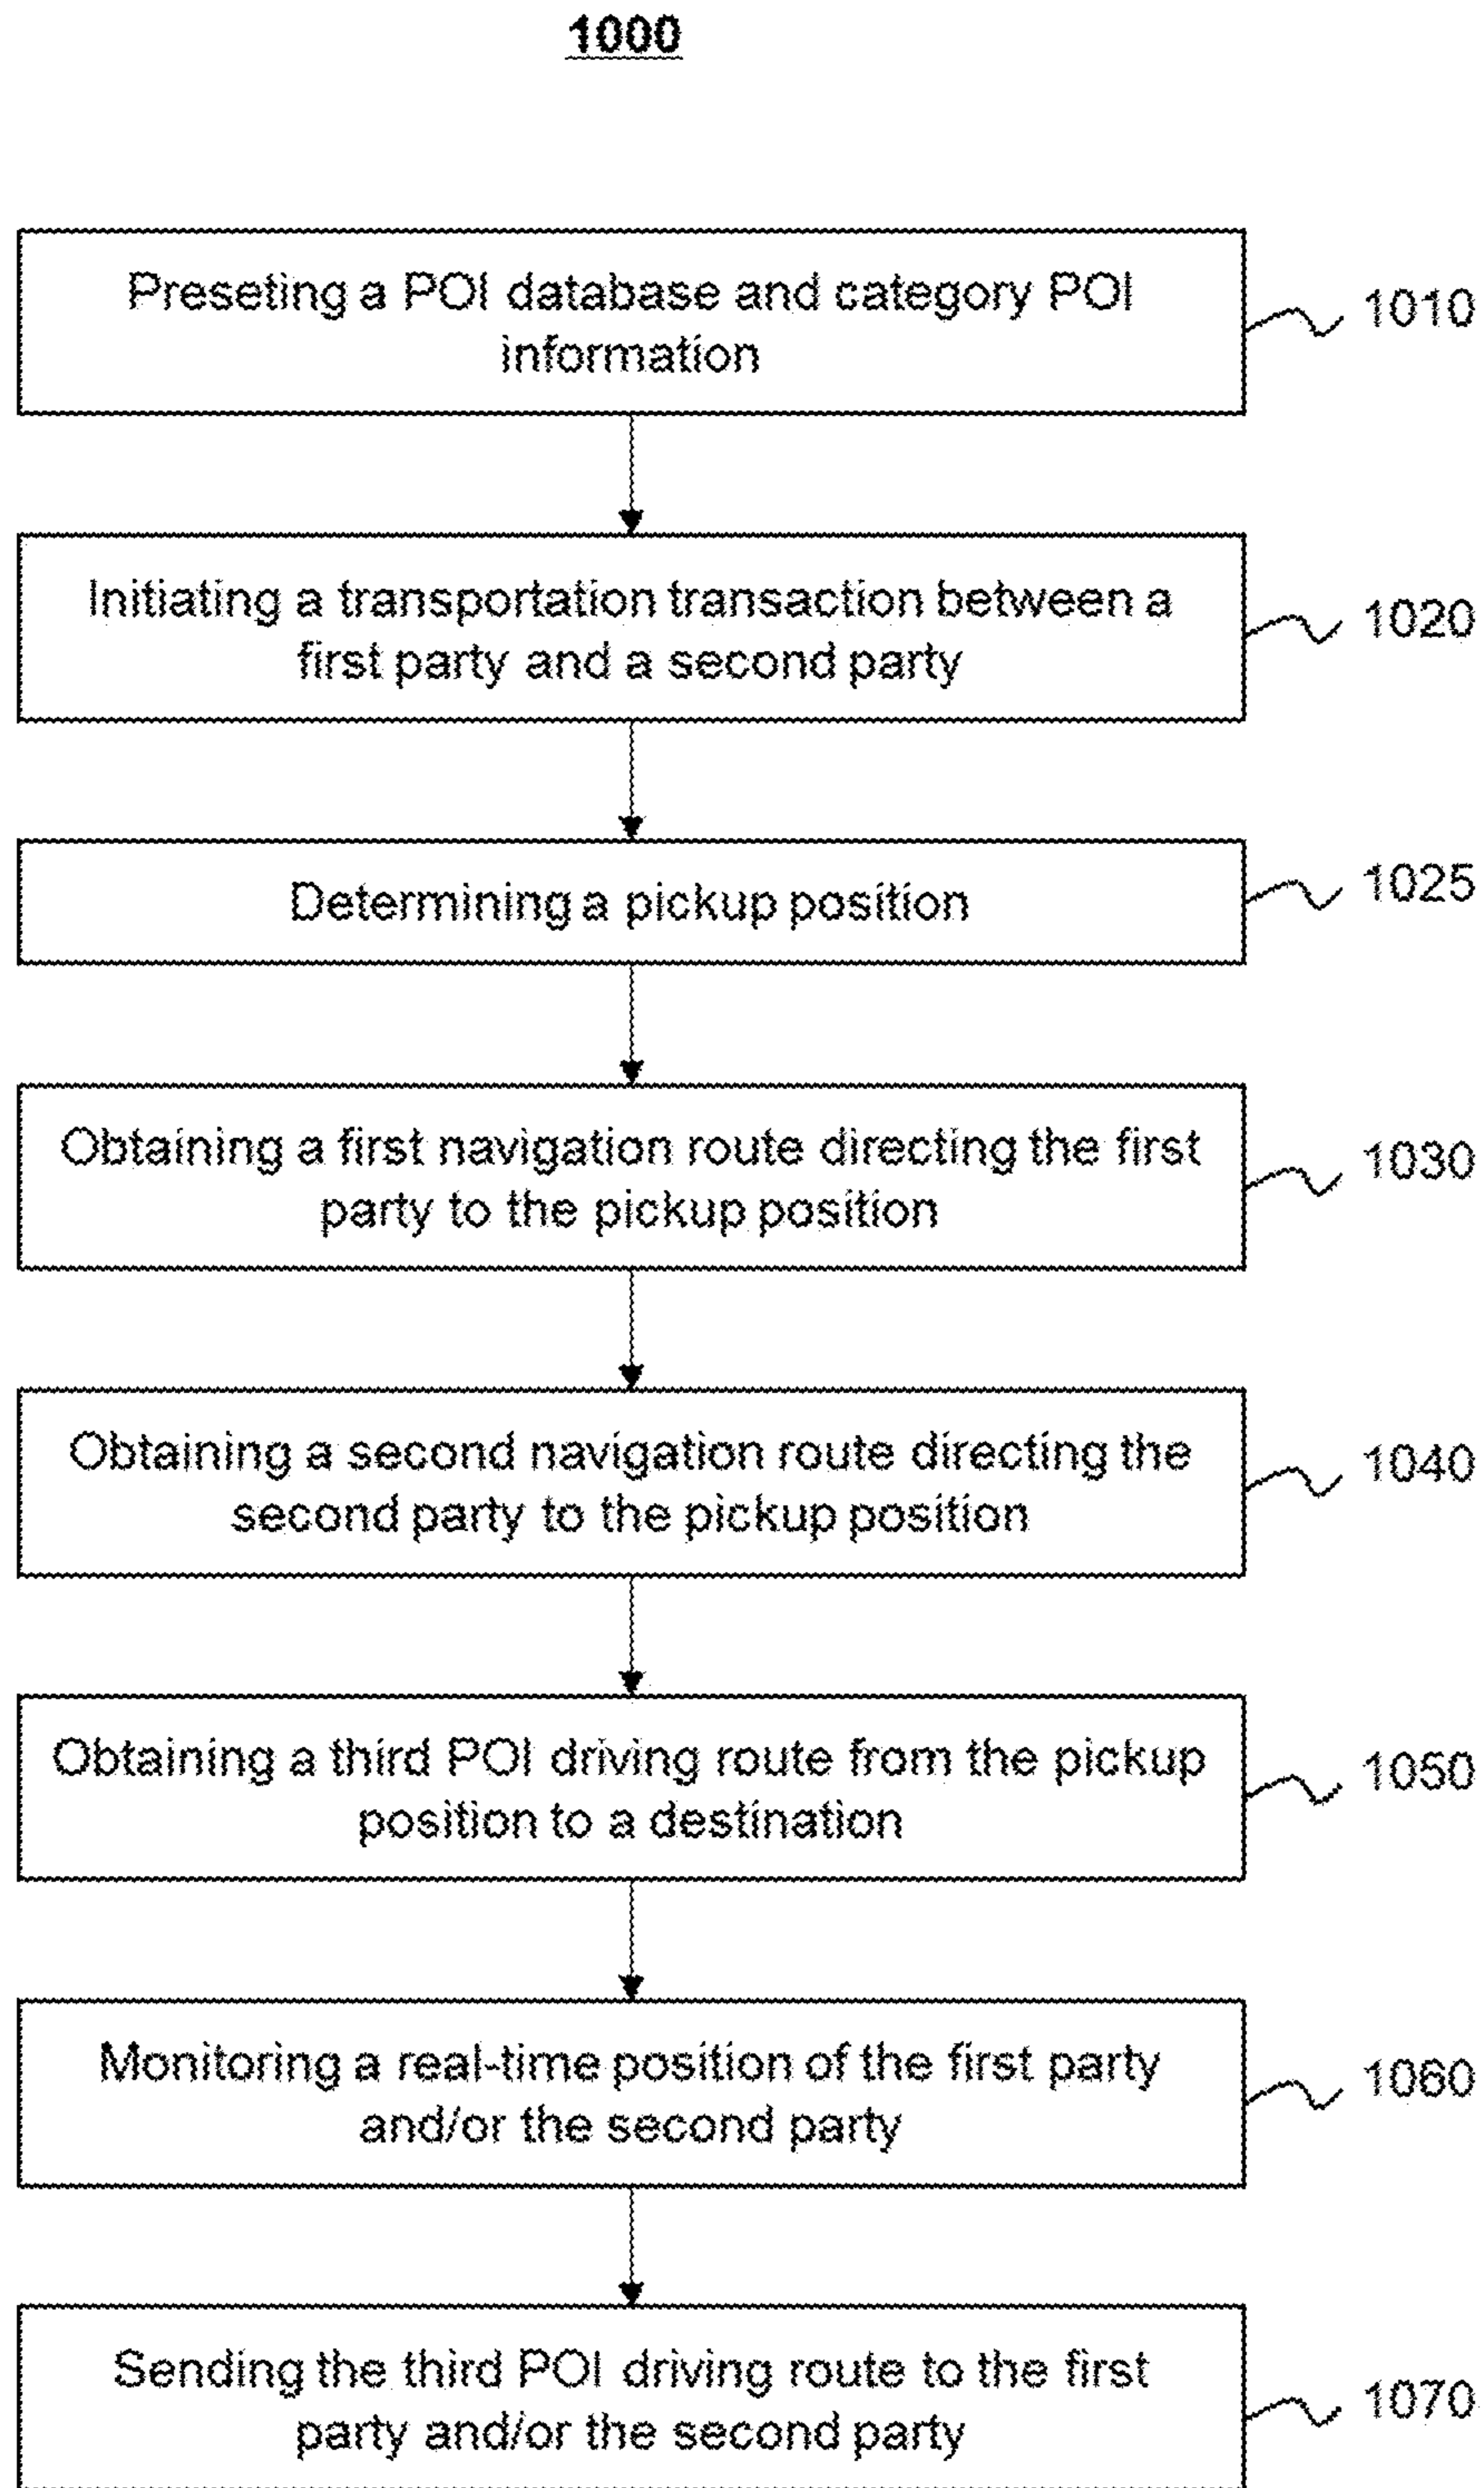 1000
Preseting a POI database and category POI
information
1010
Initiating a transportation transaction between a
first party and a second party
1020
Determining a pickup position
1025
Obtaining a first navigation route directing the first
party to the pickup position
1030
Obtaining a second navigation route directing the
second party to the pickup position
1040
Obtaining a third POI driving route from the pickup
position to a destination
1050
Monitoring a real-time position of the first party
and/or the second party
1060
Sending the third POI driving route to the first
party and/or the second party
1070